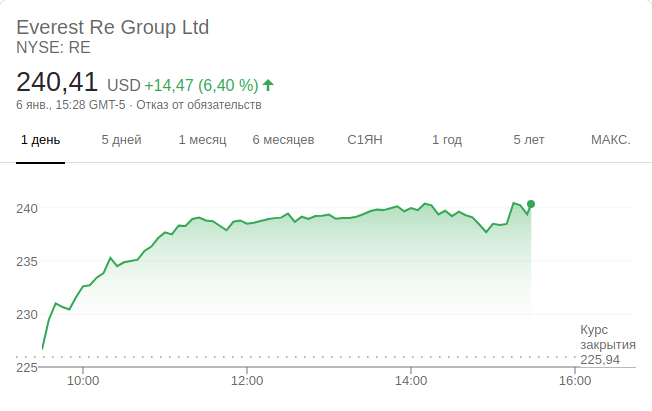 Everest Re Group Ltd
NYSE: RE
240,41 USD +14,47 (6,40 %)
6 янв., 15:28 GMT-5 · Отказ от обязательств
1 день 5 дней 1 месяц 6 месяцев С1ЯН 1 год 5 лет МАКС.
240
235
230
225
Курс
закрытия
225,94
10:00 12:00 14:00 16:00